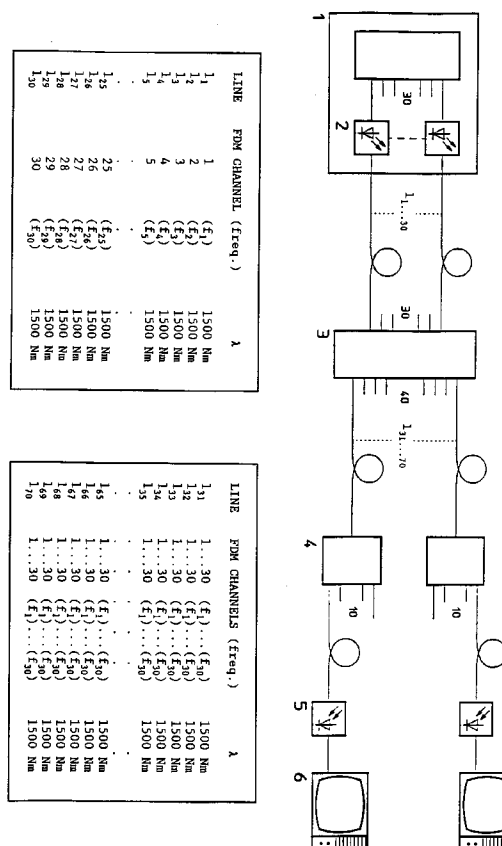 1
30
2
l1...30
30
3
40
l31...70
4
10
10
5
6
LINE FDM CHANNEL (freq.) λ
l1 1 (f1) 1500 Nm
l2 2 (f2) 1500 Nm
l3 3 (f3) 1500 Nm
l4 4 (f4) 1500 Nm
l5 5 (f5) 1500 Nm
. . . .
. . . .
l25 25 (f25) 1500 Nm
l26 26 (f26) 1500 Nm
l27 27 (f27) 1500 Nm
l28 28 (f28) 1500 Nm
l29 29 (f29) 1500 Nm
l30 30 (f30) 1500 Nm
LINE FDM CHANNELS (freq.) λ
l31 1...30 (f1)...(f30) 1500 Nm
l32 1...30 (f1)...(f30) 1500 Nm
l33 1...30 (f1)...(f30) 1500 Nm
l34 1...30 (f1)...(f30) 1500 Nm
l35 1...30 (f1)...(f30) 1500 Nm
. . . .
. . . .
l65 1...30 (f1)...(f30) 1500 Nm
l66 1...30 (f1)...(f30) 1500 Nm
l67 1...30 (f1)...(f30) 1500 Nm
l68 1...30 (f1)...(f30) 1500 Nm
l69 1...30 (f1)...(f30) 1500 Nm
l70 1...30 (f1)...(f30) 1500 Nm